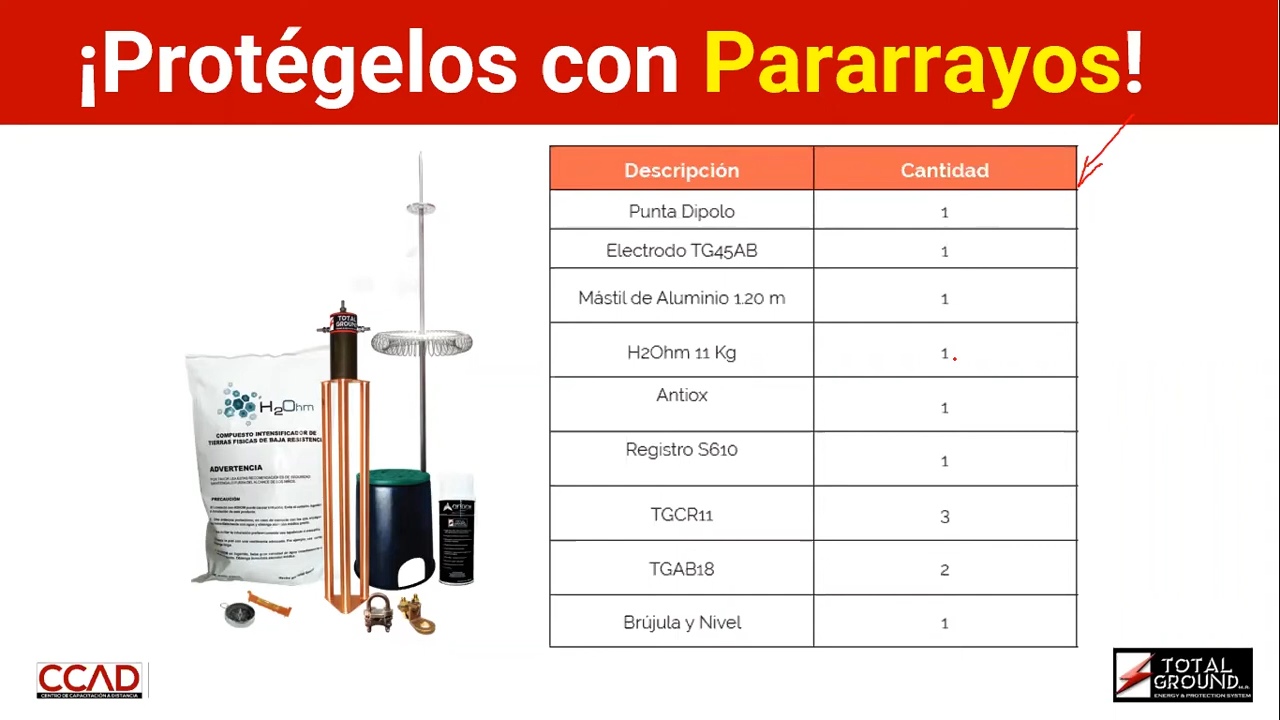 ¡Protégelos con Pararrayos!
Descripción Cantidad
Punta Dipolo 1
Electrodo TG45AB 1
Mástil de Aluminio 1.20 m 1
H2Ohm 11 Kg 1
Antiox 1
Registro S610 1
TGCR11 3
TGAB18 2
Brújula y Nivel 1
TOTAL
GROUND
H2Ohm
COMPUESTO INTENSIFICADOR DE
TIERRAS FISICAS DE BAJA RESISTENCIA
ADVERTENCIA
PRECAUCIÓN
CCAD
CENTRO DE CAPACITACIÓN A DISTANCIA
TOTAL
GROUND M.R.
ENERGY & PROTECTION SYSTEM